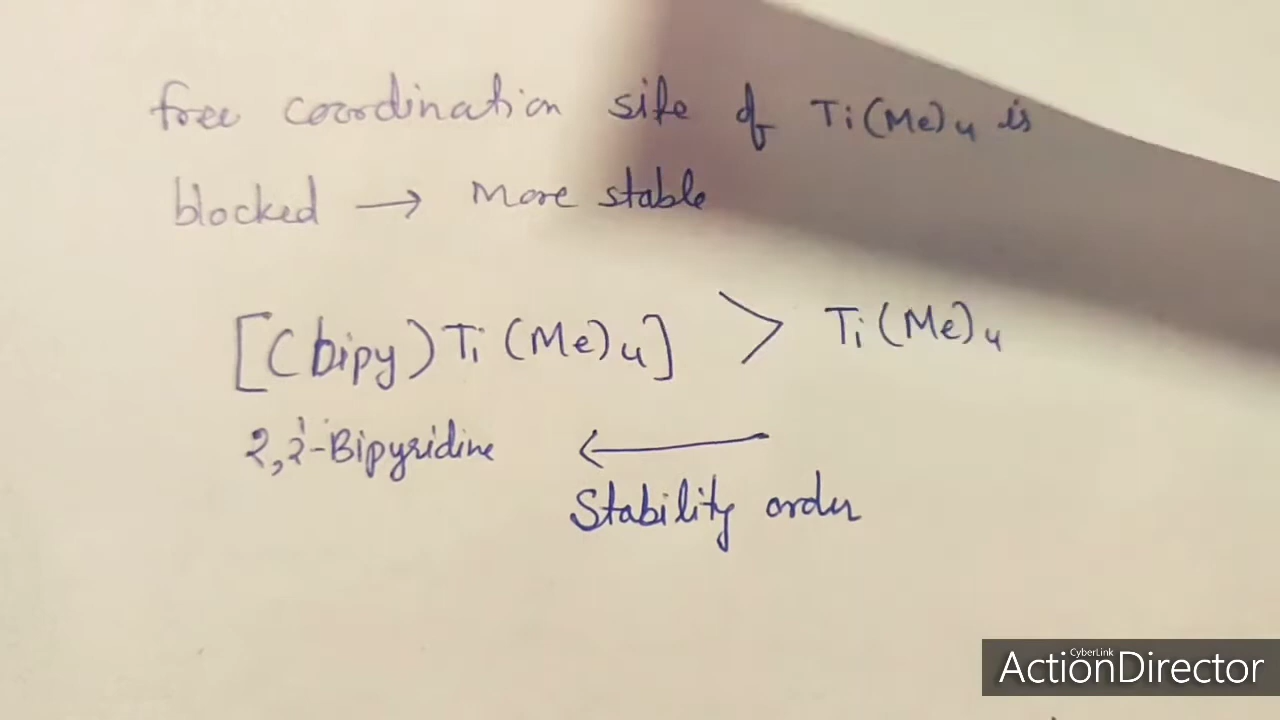 free coordination site of Ti(Me)₄ is
blocked → More stable
[(bipy)Ti(Me)₄] > Ti(Me)₄
2,2'-Bipyridine ←
Stability order
CyberLink
ActionDirector